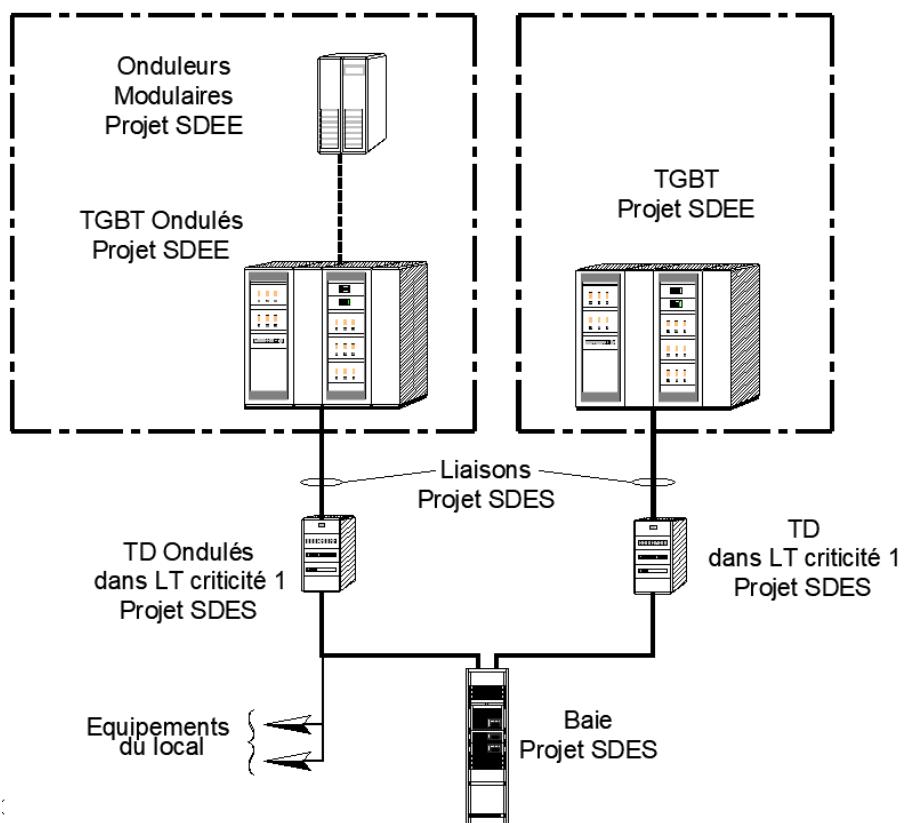 Onduleurs
Modulaires
Projet SDEE
TGBT Ondulés
Projet SDEE
TGBT
Projet SDEE
Liaisons
Projet SDES
TD Ondulés
dans LT criticité 1
Projet SDES
TD
dans LT criticité 1
Projet SDES
Equipements
du local
Baie
Projet SDES